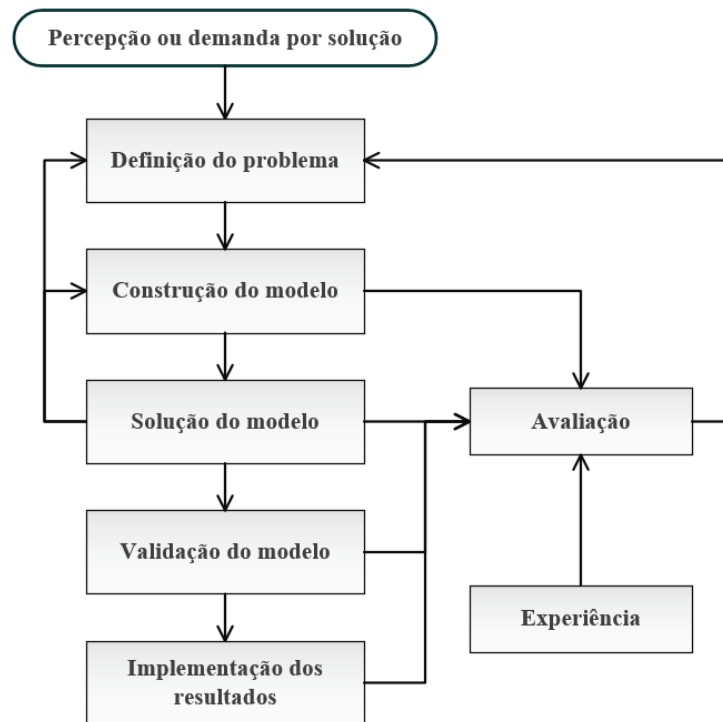 Percepção ou demanda por solução
Definição do problema
Construção do modelo
Solução do modelo
Avaliação
Validação do modelo
Experiência
Implementação dos
resultados